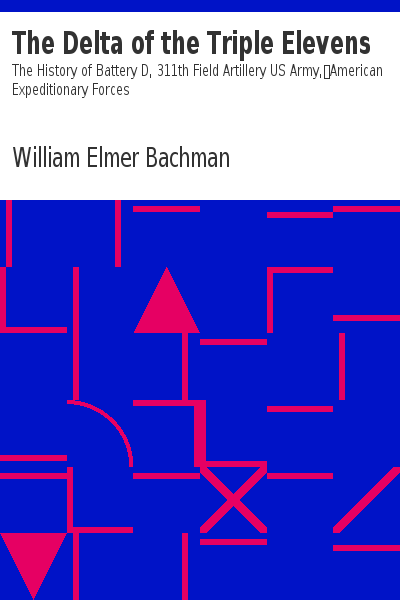 The Delta of the Triple Elevens
The History of Battery D, 311th Field Artillery US Army,▯American
Expeditionary Forces
William Elmer Bachman